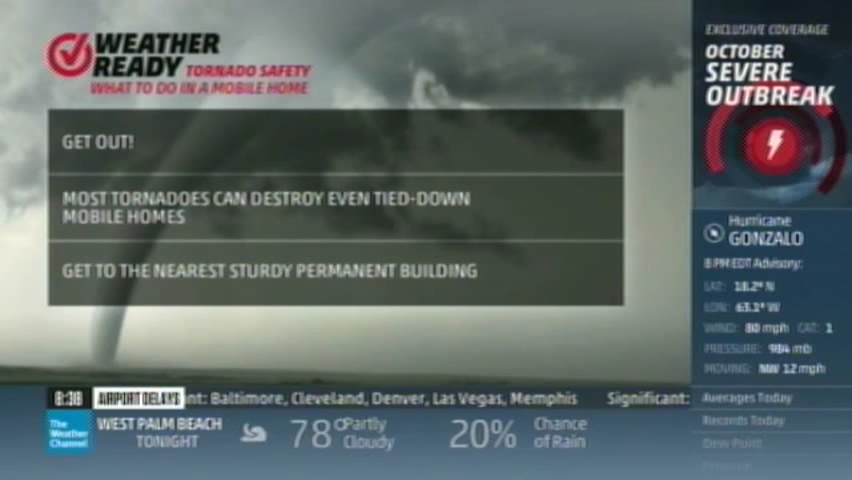 WEATHER
READY TORNADO SAFETY
WHAT TO DO IN A MOBILE HOME
GET OUT!
MOST TORNADOES CAN DESTROY EVEN TIED-DOWN
MOBILE HOMES
GET TO THE NEAREST STURDY PERMANENT BUILDING
EXCLUSIVE COVERAGE
OCTOBER
SEVERE
OUTBREAK
Hurricane
GONZALO
8 PM EDT Advisory:
LAT: 18.2° N
LON: 63.1° W
WIND: 80 mph CAT: 1
PRESSURE: 984 mb
MOVING: NW 12 mph
Averages Today
Records Today
Dew Point
Pressure
8:38 AIRPORT DELAYS nt: Baltimore, Cleveland, Denver, Las Vegas, Memphis Significant:
The
Weather
Channel
WEST PALM BEACH
TONIGHT
78° Partly
Cloudy
20% Chance
of Rain